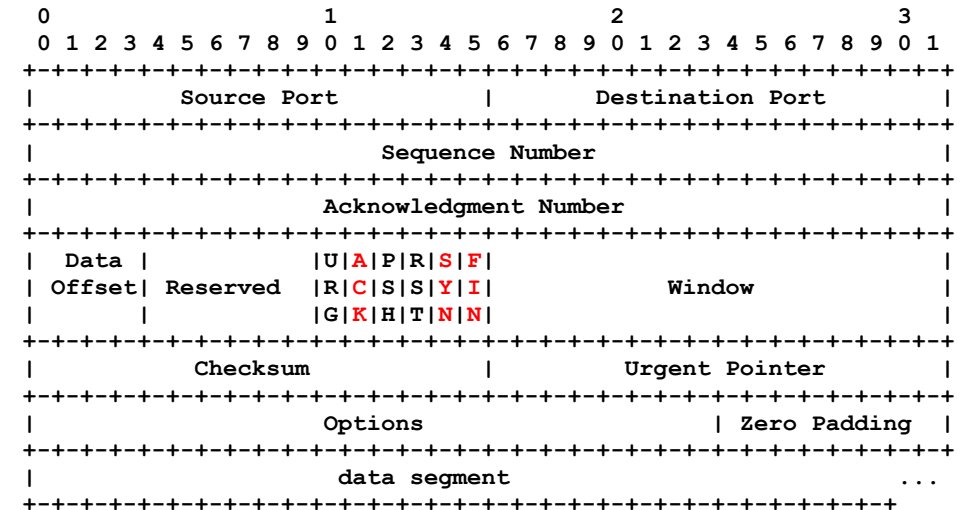 0                   1                   2                   3
 0 1 2 3 4 5 6 7 8 9 0 1 2 3 4 5 6 7 8 9 0 1 2 3 4 5 6 7 8 9 0 1
+-+-+-+-+-+-+-+-+-+-+-+-+-+-+-+-+-+-+-+-+-+-+-+-+-+-+-+-+-+-+-+-+
|          Source Port          |       Destination Port        |
+-+-+-+-+-+-+-+-+-+-+-+-+-+-+-+-+-+-+-+-+-+-+-+-+-+-+-+-+-+-+-+-+
|                        Sequence Number                        |
+-+-+-+-+-+-+-+-+-+-+-+-+-+-+-+-+-+-+-+-+-+-+-+-+-+-+-+-+-+-+-+-+
|                    Acknowledgment Number                      |
+-+-+-+-+-+-+-+-+-+-+-+-+-+-+-+-+-+-+-+-+-+-+-+-+-+-+-+-+-+-+-+-+
|  Data |           |U|A|P|R|S|F|                               |
| Offset| Reserved  |R|C|S|S|Y|I|            Window             |
|       |           |G|K|H|T|N|N|                               |
+-+-+-+-+-+-+-+-+-+-+-+-+-+-+-+-+-+-+-+-+-+-+-+-+-+-+-+-+-+-+-+-+
|           Checksum            |         Urgent Pointer        |
+-+-+-+-+-+-+-+-+-+-+-+-+-+-+-+-+-+-+-+-+-+-+-+-+-+-+-+-+-+-+-+-+
|                    Options                    | Zero Padding  |
+-+-+-+-+-+-+-+-+-+-+-+-+-+-+-+-+-+-+-+-+-+-+-+-+-+-+-+-+-+-+-+-+
|                     data segment                           ...
+-+-+-+-+-+-+-+-+-+-+-+-+-+-+-+-+-+-+-+-+-+-+-+-+-+-+-+-+-+-+